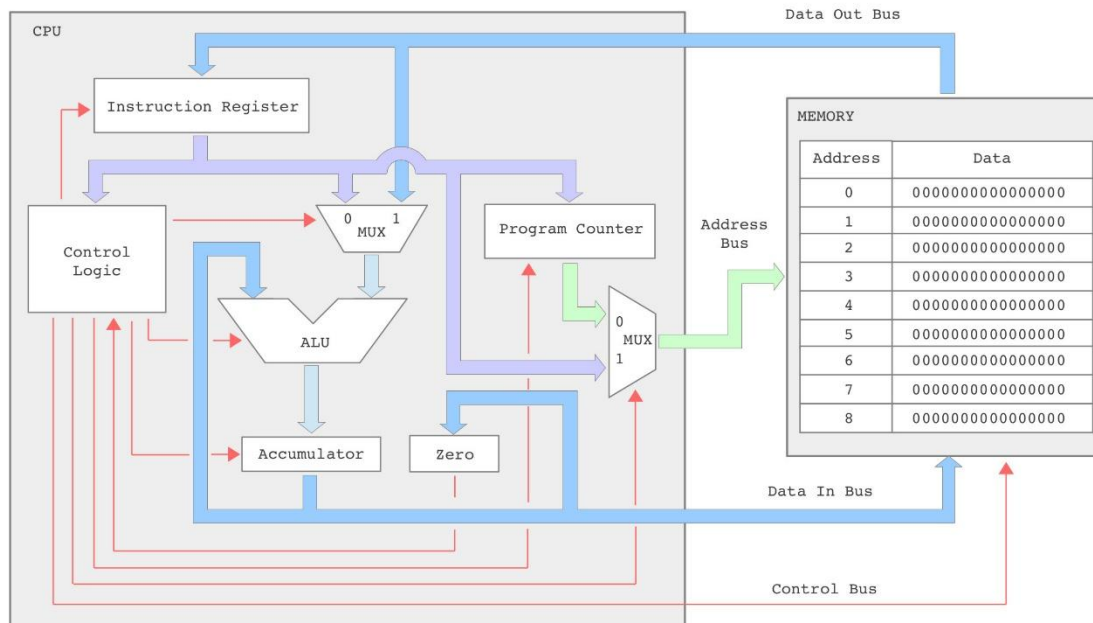 Data Out Bus
CPU
Instruction Register
MEMORY
Address Data
0 0000000000000000
1 0000000000000000
2 0000000000000000
3 0000000000000000
4 0000000000000000
5 0000000000000000
6 0000000000000000
7 0000000000000000
8 0000000000000000
Control
Logic
0 1
MUX
Program Counter
Address
Bus
0
MUX
1
ALU
Accumulator
Zero
Data In Bus
Control Bus